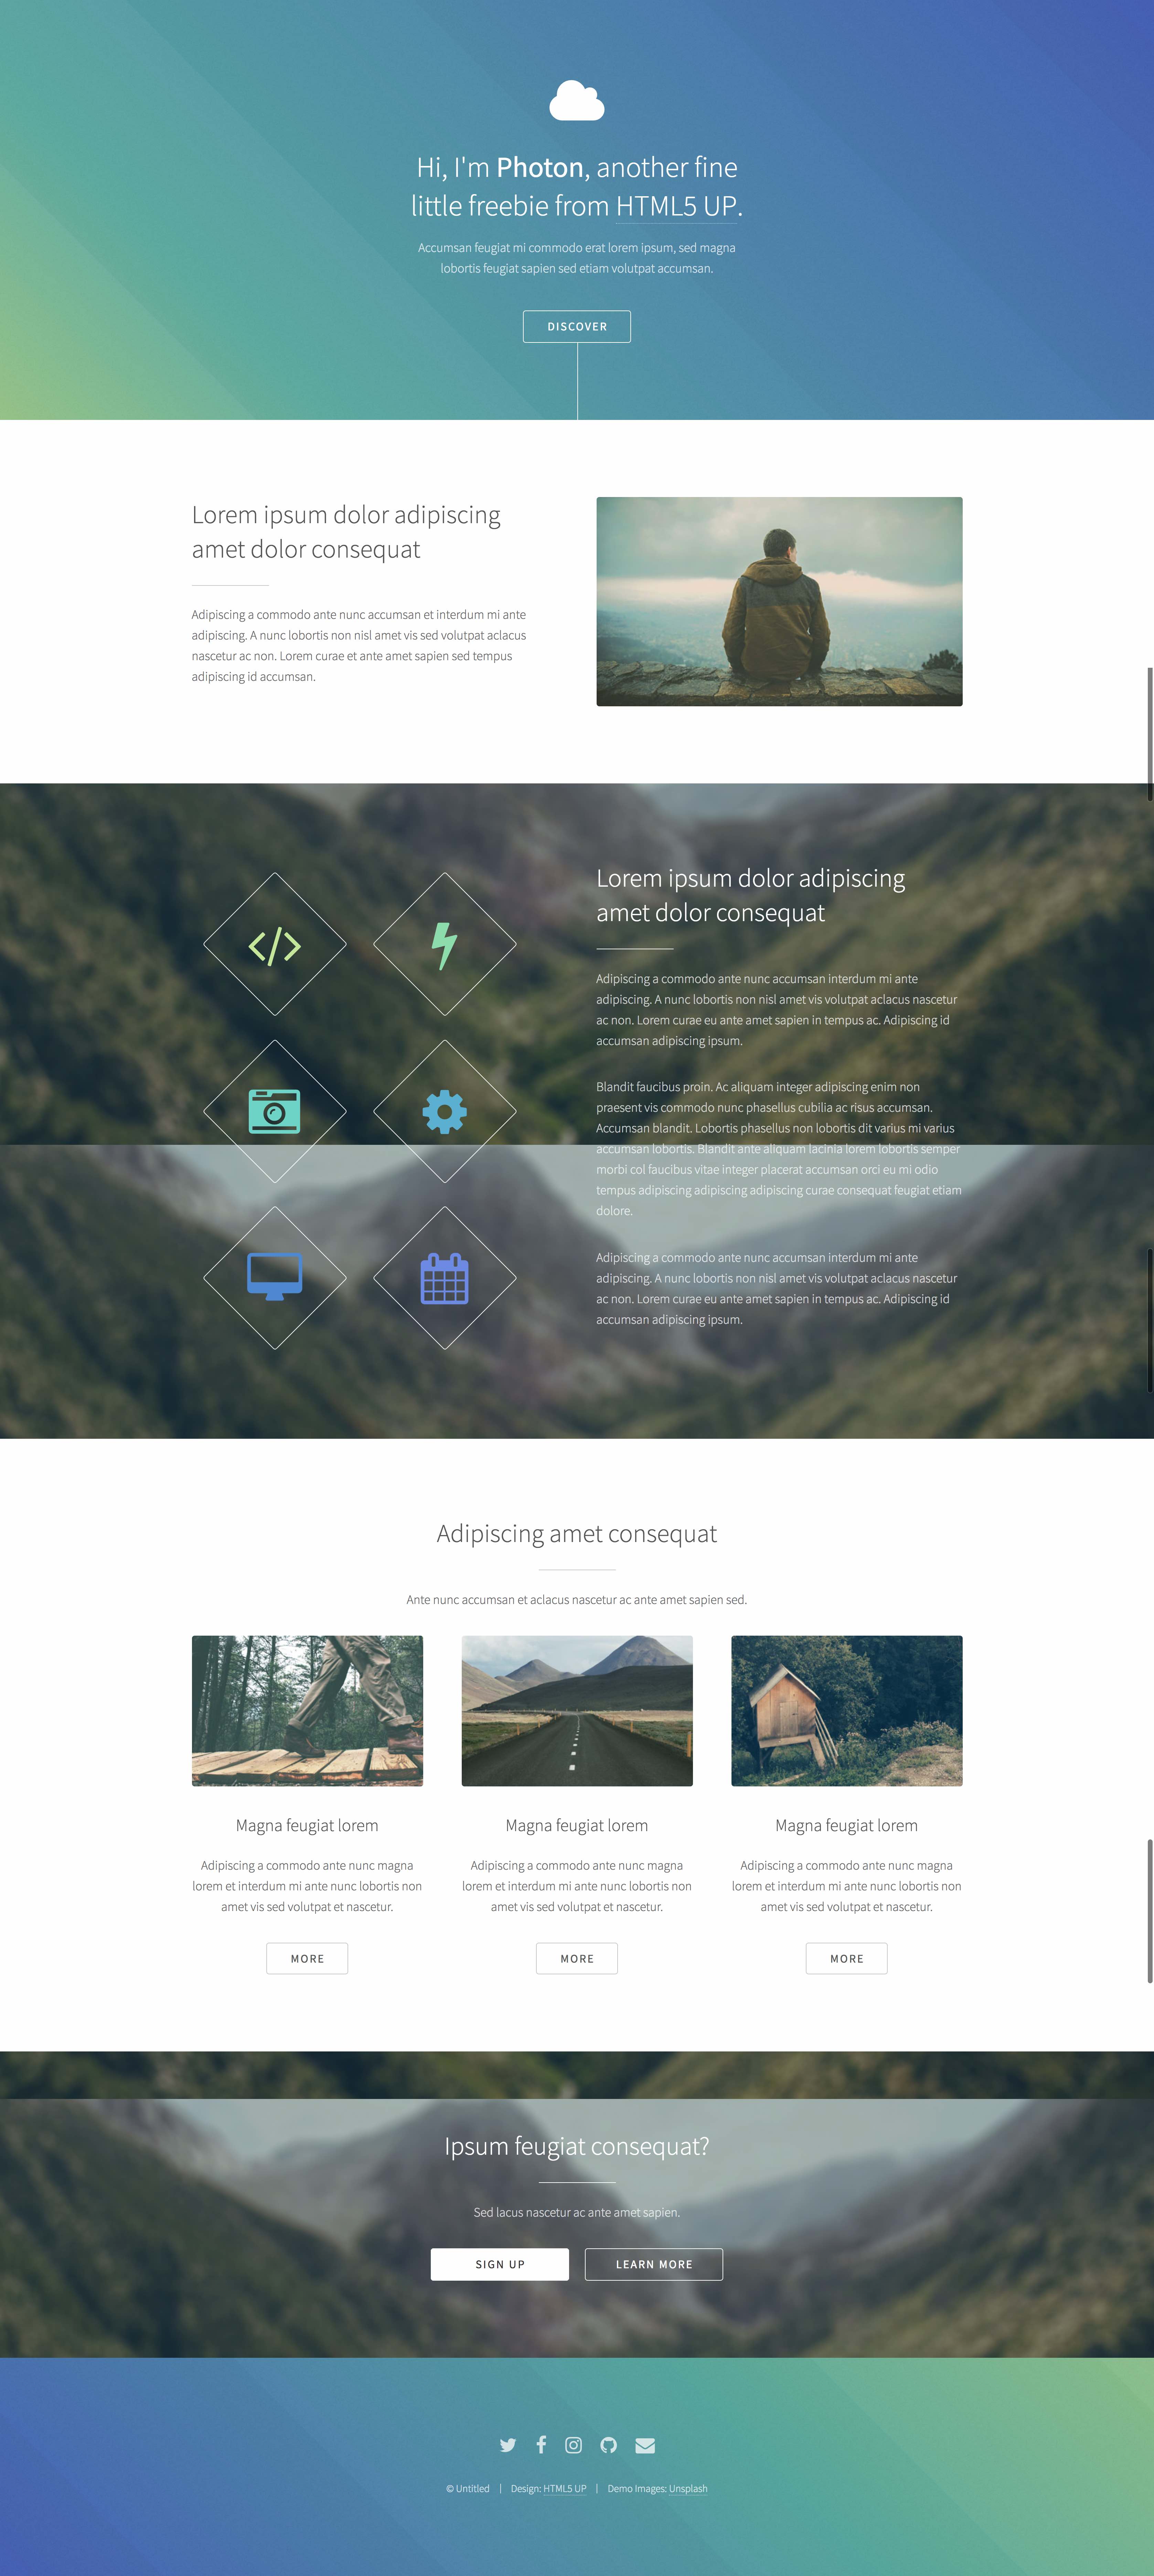 Hi, I'm Photon, another fine
little freebie from HTML5 UP.
Accumsan feugiat mi commodo erat lorem ipsum, sed magna
lobortis feugiat sapien sed etiam volutpat accumsan.
DISCOVER
Lorem ipsum dolor adipiscing
amet dolor consequat
Adipiscing a commodo ante nunc accumsan et interdum mi ante
adipiscing. A nunc lobortis non nisl amet vis sed volutpat aclacus
nascetur ac non. Lorem curae et ante amet sapien sed tempus
adipiscing id accumsan.
Lorem ipsum dolor adipiscing
amet dolor consequat
Adipiscing a commodo ante nunc accumsan interdum mi ante
adipiscing. A nunc lobortis non nisl amet vis volutpat aclacus nascetur
ac non. Lorem curae eu ante amet sapien in tempus ac. Adipiscing id
accumsan adipiscing ipsum.
Blandit faucibus proin. Ac aliquam integer adipiscing enim non
praesent vis commodo nunc phasellus cubilia ac risus accumsan.
Accumsan blandit. Lobortis phasellus non lobortis dit varius mi varius
accumsan lobortis. Blandit ante aliquam lacinia lorem lobortis semper
morbi col faucibus vitae integer placerat accumsan orci eu mi odio
tempus adipiscing adipiscing adipiscing curae consequat feugiat etiam
dolore.
Adipiscing a commodo ante nunc accumsan interdum mi ante
adipiscing. A nunc lobortis non nisl amet vis volutpat aclacus nascetur
ac non. Lorem curae eu ante amet sapien in tempus ac. Adipiscing id
accumsan adipiscing ipsum.
Adipiscing amet consequat
Ante nunc accumsan et aclacus nascetur ac ante amet sapien sed.
Magna feugiat lorem
Adipiscing a commodo ante nunc magna
lorem et interdum mi ante nunc lobortis non
amet vis sed volutpat et nascetur.
MORE
Magna feugiat lorem
Adipiscing a commodo ante nunc magna
lorem et interdum mi ante nunc lobortis non
amet vis sed volutpat et nascetur.
MORE
Magna feugiat lorem
Adipiscing a commodo ante nunc magna
lorem et interdum mi ante nunc lobortis non
amet vis sed volutpat et nascetur.
MORE
Ipsum feugiat consequat?
Sed lacus nascetur ac ante amet sapien.
SIGN UP LEARN MORE
© Untitled | Design: HTML5 UP | Demo Images: Unsplash